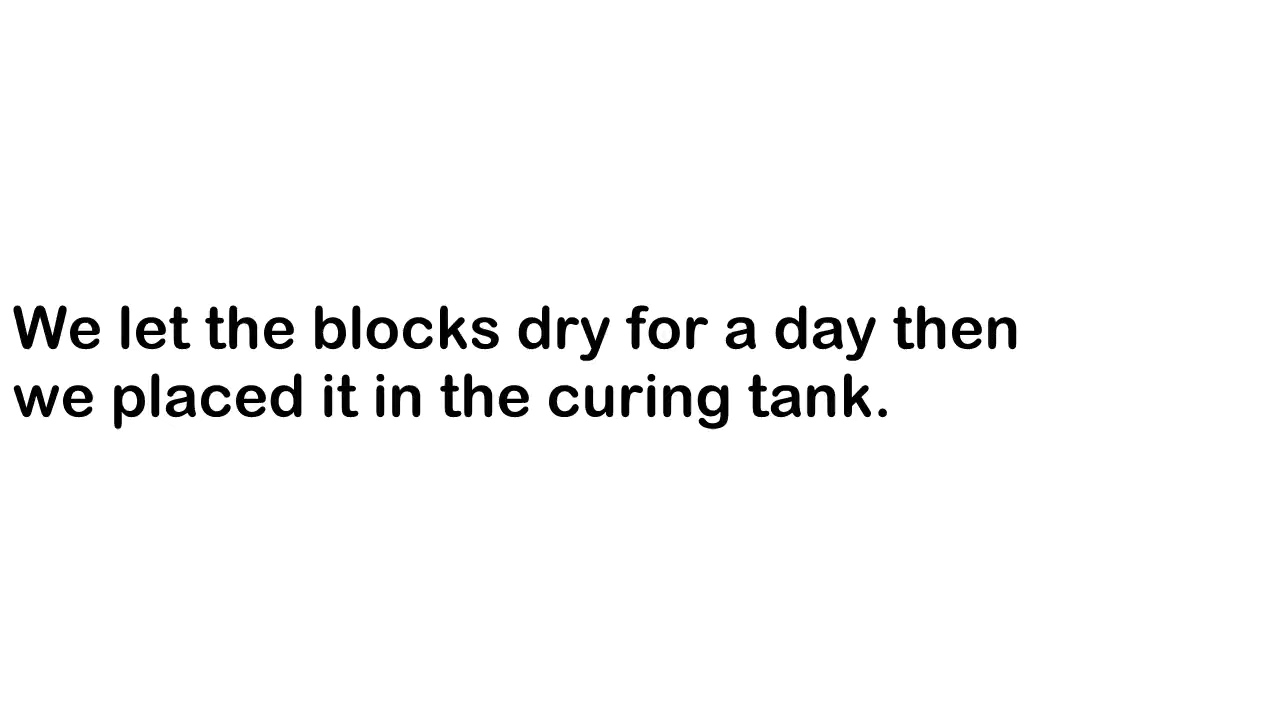 We let the blocks dry for a day then
we placed it in the curing tank.